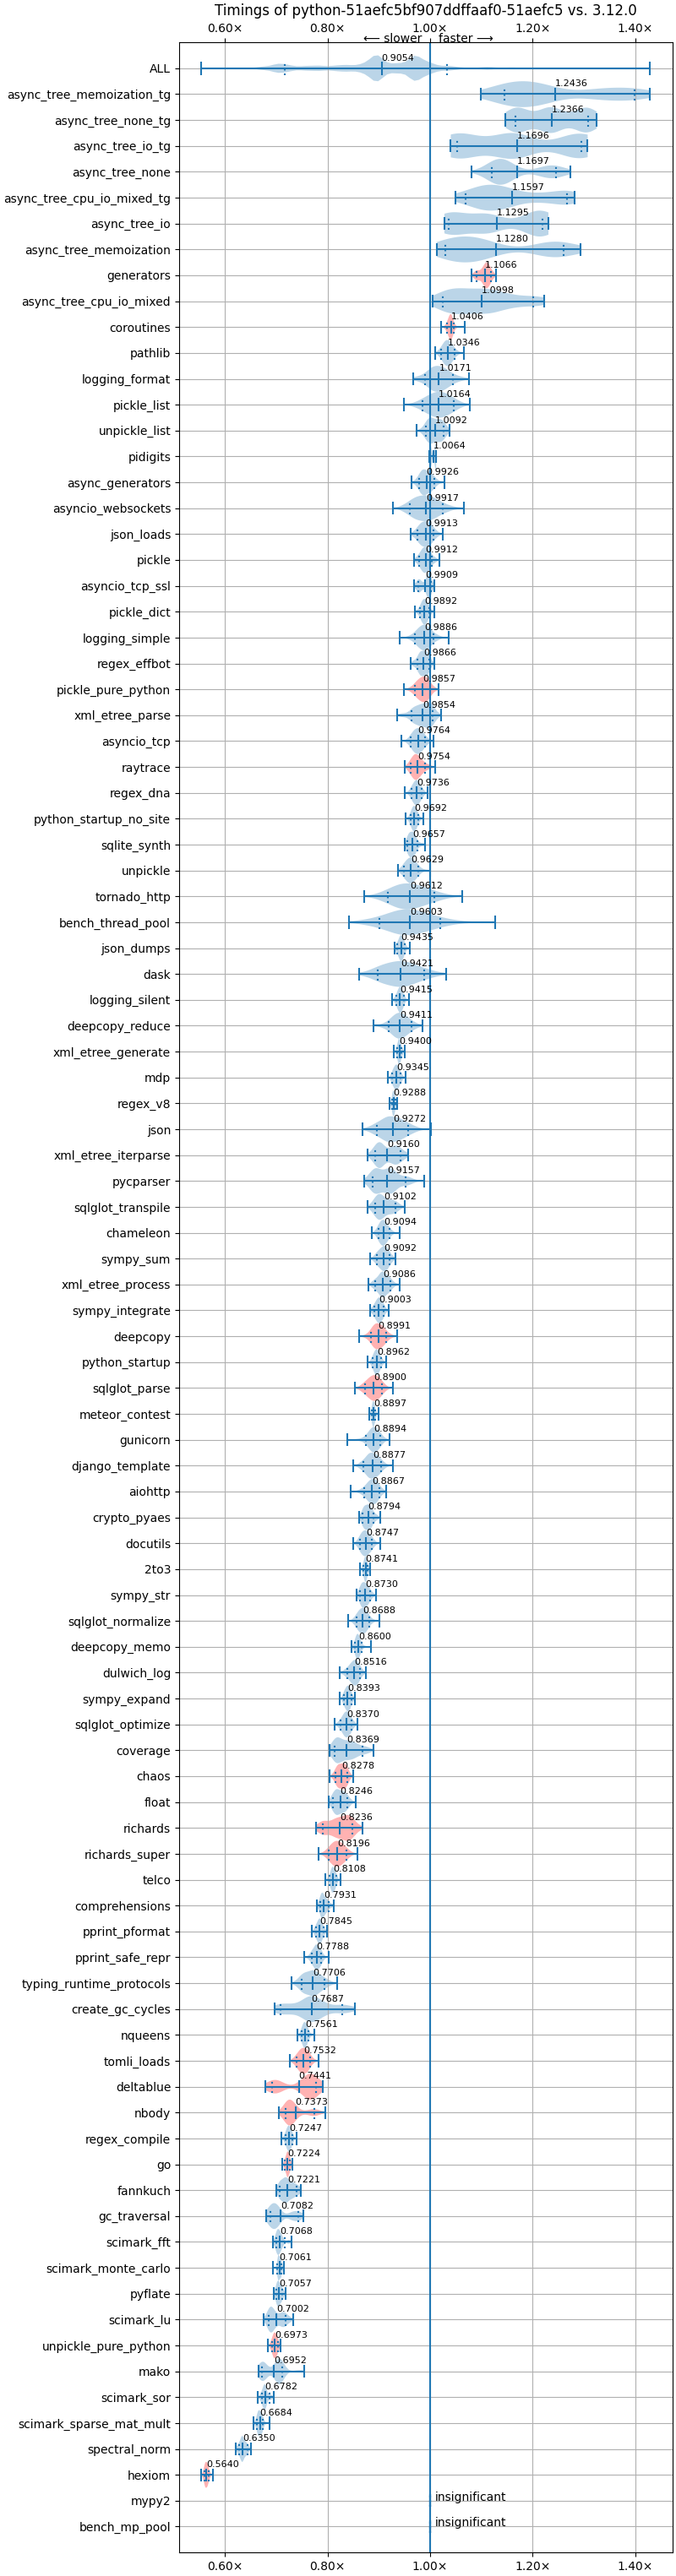 Timings of python-51aefc5bf907ddffaaf0-51aefc5 vs. 3.12.0
0.60× 0.80× 1.00× 1.20× 1.40×
⟵ slower faster ⟶
ALL 0.9054
async_tree_memoization_tg 1.2436
async_tree_none_tg 1.2366
async_tree_io_tg 1.1696
async_tree_none 1.1697
async_tree_cpu_io_mixed_tg 1.1597
async_tree_io 1.1295
async_tree_memoization 1.1280
generators 1.1066
async_tree_cpu_io_mixed 1.0998
coroutines 1.0406
pathlib 1.0346
logging_format 1.0171
pickle_list 1.0164
unpickle_list 1.0092
pidigits 1.0064
async_generators 0.9926
asyncio_websockets 0.9917
json_loads 0.9913
pickle 0.9912
asyncio_tcp_ssl 0.9909
pickle_dict 0.9892
logging_simple 0.9886
regex_effbot 0.9866
pickle_pure_python 0.9857
xml_etree_parse 0.9854
asyncio_tcp 0.9764
raytrace 0.9754
regex_dna 0.9736
python_startup_no_site 0.9692
sqlite_synth 0.9657
unpickle 0.9629
tornado_http 0.9612
bench_thread_pool 0.9603
json_dumps 0.9435
dask 0.9421
logging_silent 0.9415
deepcopy_reduce 0.9411
xml_etree_generate 0.9400
mdp 0.9345
regex_v8 0.9288
json 0.9272
xml_etree_iterparse 0.9160
pycparser 0.9157
sqlglot_transpile 0.9102
chameleon 0.9094
sympy_sum 0.9092
xml_etree_process 0.9086
sympy_integrate 0.9003
deepcopy 0.8991
python_startup 0.8962
sqlglot_parse 0.8900
meteor_contest 0.8897
gunicorn 0.8894
django_template 0.8877
aiohttp 0.8867
crypto_pyaes 0.8794
docutils 0.8747
2to3 0.8741
sympy_str 0.8730
sqlglot_normalize 0.8688
deepcopy_memo 0.8600
dulwich_log 0.8516
sympy_expand 0.8393
sqlglot_optimize 0.8370
coverage 0.8369
chaos 0.8278
float 0.8246
richards 0.8236
richards_super 0.8196
telco 0.8108
comprehensions 0.7931
pprint_pformat 0.7845
pprint_safe_repr 0.7788
typing_runtime_protocols 0.7706
create_gc_cycles 0.7687
nqueens 0.7561
tomli_loads 0.7532
deltablue 0.7441
nbody 0.7373
regex_compile 0.7247
go 0.7224
fannkuch 0.7221
gc_traversal 0.7082
scimark_fft 0.7068
scimark_monte_carlo 0.7061
pyflate 0.7057
scimark_lu 0.7002
unpickle_pure_python 0.6973
mako 0.6952
scimark_sor 0.6782
scimark_sparse_mat_mult 0.6684
spectral_norm 0.6350
hexiom 0.5640
mypy2 insignificant
bench_mp_pool insignificant
0.60× 0.80× 1.00× 1.20× 1.40×